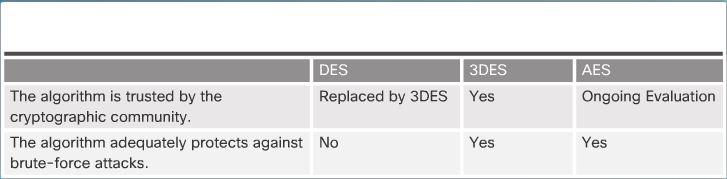 DES 3DES AES
The algorithm is trusted by the Replaced by 3DES Yes Ongoing Evaluation
cryptographic community.
The algorithm adequately protects against No Yes Yes
brute-force attacks.